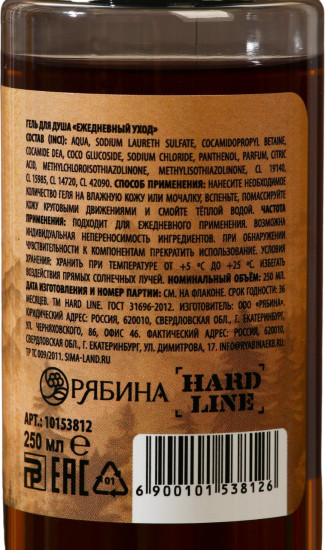 ГЕЛЬ ДЛЯ ДУША «ЕЖЕДНЕВНЫЙ УХОД»
СОСТАВ (INCI): AQUA, SODIUM LAURETH SULFATE, COCAMIDOPROPYL BETAINE,
COCAMIDE DEA, COCO GLUCOSIDE, SODIUM CHLORIDE, PANTHENOL, PARFUM, CITRIC
ACID, METHYLCHLOROISOTHIAZOLINONE, METHYLISOTHIAZOLINONE, CL 19140,
CL 15985, CL 14720, CL 42090. СПОСОБ ПРИМЕНЕНИЯ: НАНЕСИТЕ НЕОБХОДИМОЕ
КОЛИЧЕСТВО ГЕЛЯ НА ВЛАЖНУЮ КОЖУ ИЛИ МОЧАЛКУ, ВСПЕНЬТЕ, ПОМАССИРУЙТЕ
КОЖУ КРУГОВЫМИ ДВИЖЕНИЯМИ И СМОЙТЕ ТЁПЛОЙ ВОДОЙ. ЧАСТОТА
ПРИМЕНЕНИЯ: ПОДХОДИТ ДЛЯ ЕЖЕДНЕВНОГО ПРИМЕНЕНИЯ. ВОЗМОЖНА
ИНДИВИДУАЛЬНАЯ НЕПЕРЕНОСИМОСТЬ ИНГРЕДИЕНТОВ. ПРИ ОБНАРУЖЕНИИ
ЧУВСТВИТЕЛЬНОСТИ К КОМПОНЕНТАМ ПРЕКРАТИТЬ ИСПОЛЬЗОВАНИЕ. УСЛОВИЯ
ХРАНЕНИЯ: ХРАНИТЬ ПРИ ТЕМПЕРАТУРЕ ОТ +5 °C ДО +25 °C, ИЗБЕГАТЬ
ВОЗДЕЙСТВИЯ ПРЯМЫХ СОЛНЕЧНЫХ ЛУЧЕЙ. НОМИНАЛЬНЫЙ ОБЪЁМ: 250 МЛ.
ДАТА ИЗГОТОВЛЕНИЯ И НОМЕР ПАРТИИ: СМ. НА ФЛАКОНЕ. СРОК ГОДНОСТИ: 36
МЕСЯЦЕВ. ТМ HARD LINE. ГОСТ 31696-2012. ИЗГОТОВИТЕЛЬ: ООО «РЯБИНА».
ЮРИДИЧЕСКИЙ АДРЕС: РОССИЯ, 620010, СВЕРДЛОВСКАЯ ОБЛ., Г. ЕКАТЕРИНБУРГ,
УЛ. ЧЕРНЯХОВСКОГО, 86, ОФИС 46. ФАКТИЧЕСКИЙ АДРЕС: РОССИЯ, 620010,
СВЕРДЛОВСКАЯ ОБЛ., Г. ЕКАТЕРИНБУРГ, УЛ. ДИМИТРОВА, 17. INFO@RYABINAEKB.RU
ТР ТС 009/2011. SIMA-LAND.RU
РЯБИНА HARD
LINE
АРТ.: 10153812
250 МЛ e
РСТ EAC 01
6 900101 538126